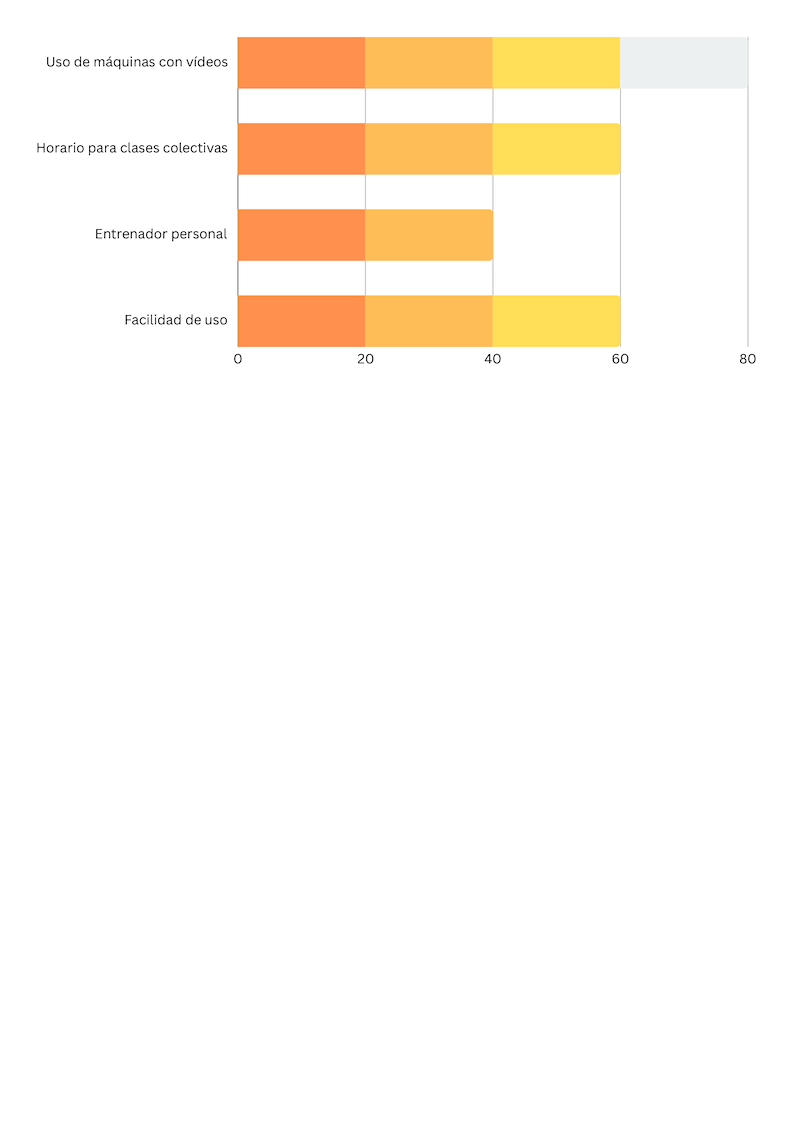 Uso de máquinas con vídeos
Horario para clases colectivas
Entrenador personal
Facilidad de uso
0 20 40 60 80